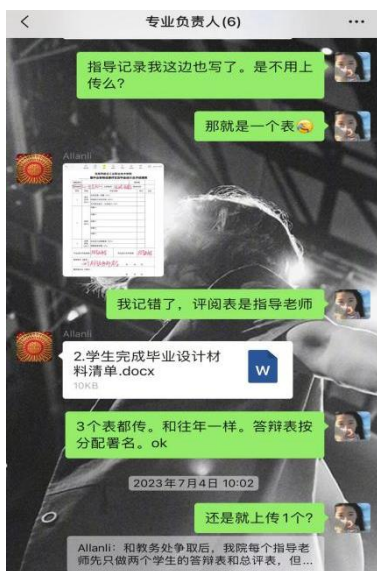 专业负责人(6)
指导记录我这边也写了。是不用上
传么?
那就是一个表
Allanli
我记错了，评阅表是指导老师
Allanli
2.学生完成毕业设计材
料清单.docx
10KB
W
3个表都传。和往年一样。答辩表按
分配署名。ok
2023年7月4日 10:02
还是就上传1个?
Allanli：和教务处争取后，我院每个指导老
师先只做两个学生的答辩表和总评表，但...